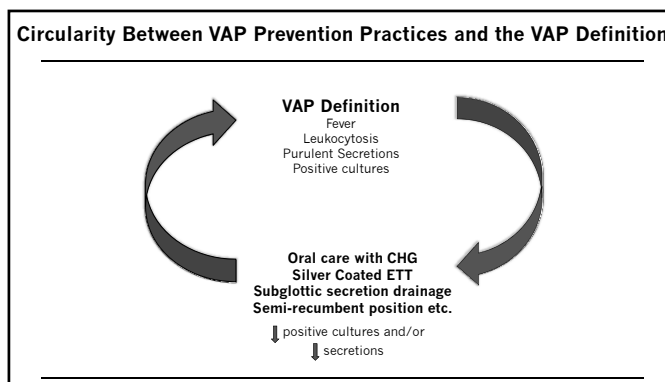 Circularity Between VAP Prevention Practices and the VAP Definition
VAP Definition
Fever
Leukocytosis
Purulent Secretions
Positive cultures
Oral care with CHG
Silver Coated ETT
Subglottic secretion drainage
Semi-recumbent position etc.
positive cultures and/or
secretions